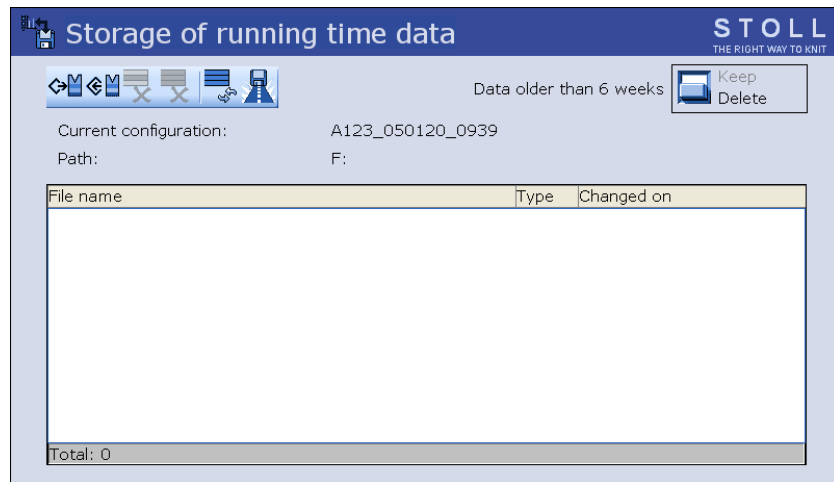 Storage of running time data
STOLL
THE RIGHT WAY TO KNIT
Data older than 6 weeks
Keep
Delete
Current configuration: A123_050120_0939
Path: F:
File name Type Changed on
Total: 0